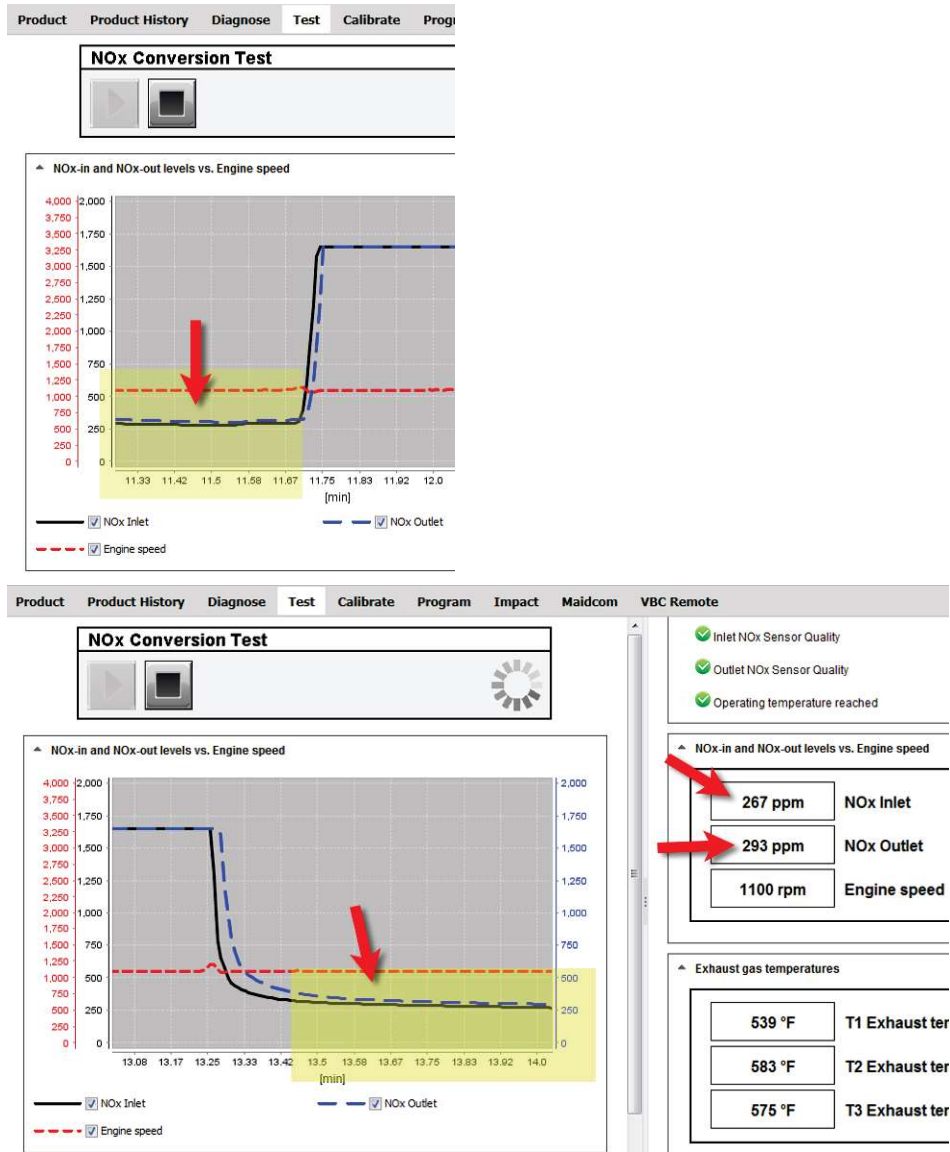 Product Product History Diagnose Test Calibrate
NOx Conversion Test
NOx-in and NOx-out levels vs. Engine speed
4,000 2,000
3,750
3,500 1,750
3,250
3,000 1,500
2,750
2,500 1,250
2,250
2,000 1,000
1,750
1,500 750
1,250
1,000 500
750
500 250
250
0 0
11.33 11.42 11.5 11.58 11.67 11.75 11.83 11.92 12.0
[min]
NOx Inlet NOx Outlet
Engine speed
Product Product History Diagnose Test Calibrate Program Impact Maidcom VBC Remote
NOx Conversion Test
NOx-in and NOx-out levels vs. Engine speed
4,000 2,000 2,000
3,750
3,500 1,750 1,750
3,250
3,000 1,500 1,500
2,750
2,500 1,250 1,250
2,250
2,000 1,000 1,000
1,750
1,500 750 750
1,250
1,000 500 500
750
500 250 250
250
0 0 0
13.08 13.17 13.25 13.33 13.42 13.5 13.58 13.67 13.75 13.83 13.92 14.0
[min]
NOx Inlet NOx Outlet
Engine speed
Inlet NOx Sensor Quality
Outlet NOx Sensor Quality
Operating temperature reached
NOx-in and NOx-out levels vs. Engine speed
267 ppm NOx Inlet
293 ppm NOx Outlet
1100 rpm Engine speed
Exhaust gas temperatures
539 °F T1 Exhaust
583 °F T2 Exhaust
575 °F T3 Exhaust